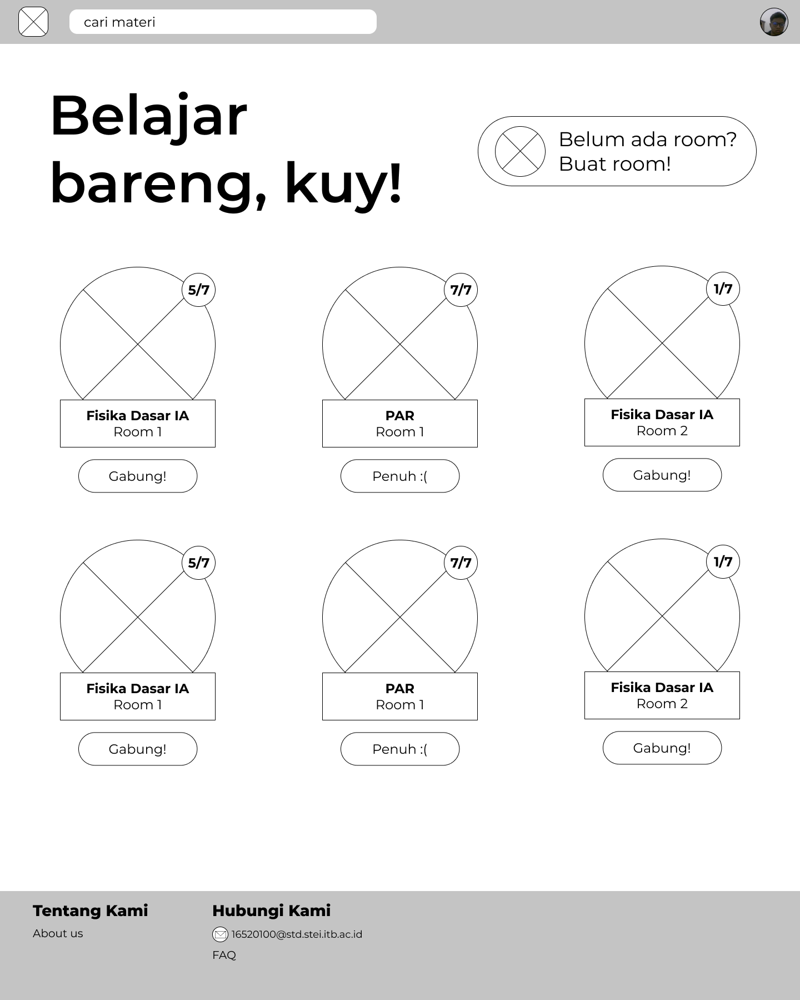 cari materi
Belajar
bareng, kuy!
Belum ada room?
Buat room!
5/7
7/7
1/7
Fisika Dasar IA
Room 1
PAR
Room 1
Fisika Dasar IA
Room 2
Gabung!
Penuh :(
Gabung!
5/7
7/7
1/7
Fisika Dasar IA
Room 1
PAR
Room 1
Fisika Dasar IA
Room 2
Gabung!
Penuh :(
Gabung!
Tentang Kami
About us
Hubungi Kami
16520100@std.stei.itb.ac.id
FAQ